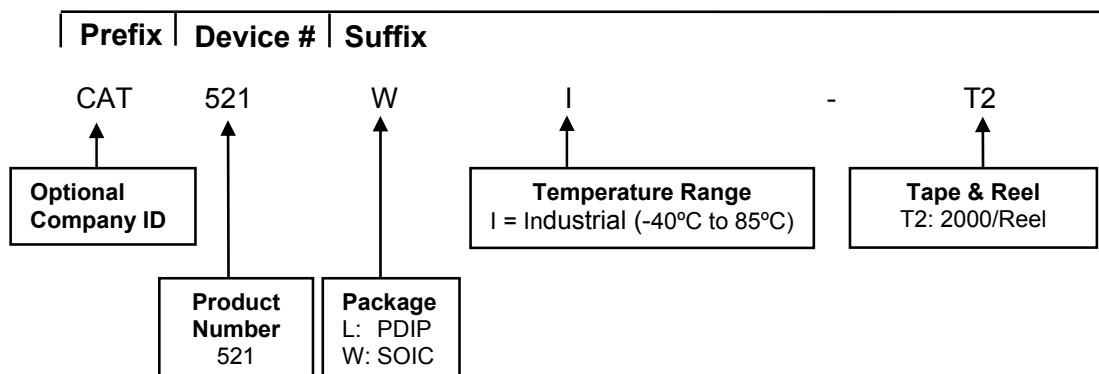 Prefix Device # Suffix
CAT 521 W I - T2
Optional
Company ID
Temperature Range
I = Industrial (-40ºC to 85ºC)
Tape & Reel
T2: 2000/Reel
Product
Number
521
Package
L: PDIP
W: SOIC